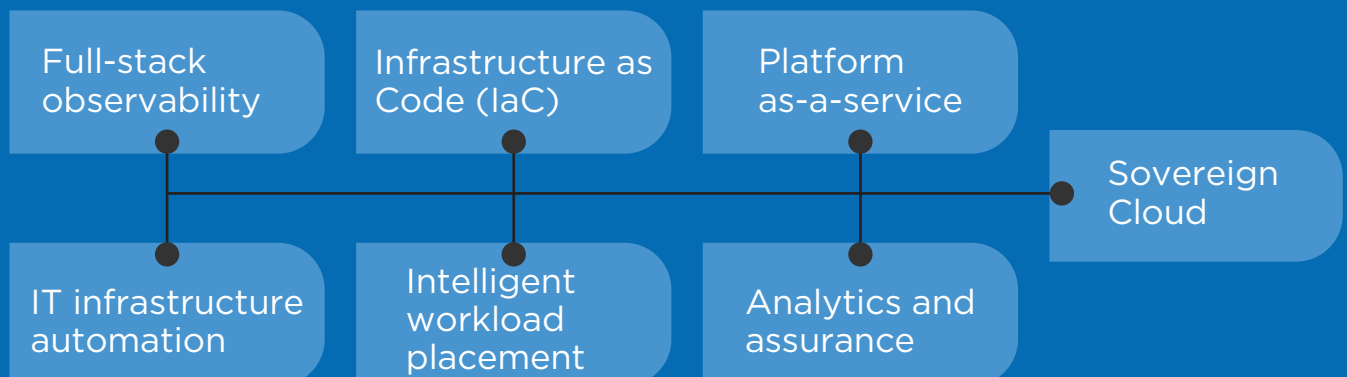 Full-stack
observability
Infrastructure as
Code (IaC)
Platform
as-a-service
Sovereign
Cloud
IT infrastructure
automation
Intelligent
workload
placement
Analytics and
assurance